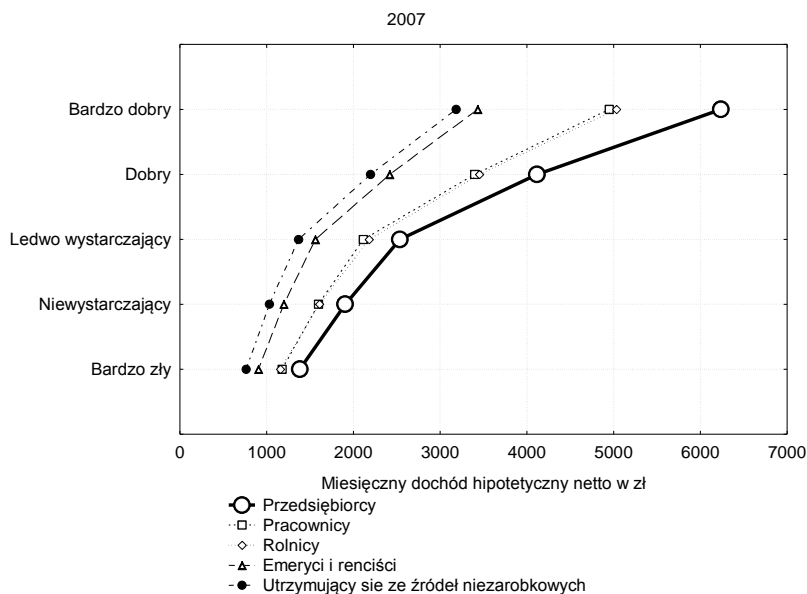 2007
Bardzo dobry
Dobry
Ledwo wystarczający
Niewystarczający
Bardzo zły
0 1000 2000 3000 4000 5000 6000 7000
Miesięczny dochód hipotetyczny netto w zł
Przedsiębiorcy
Pracownicy
Rolnicy
Emeryci i renciści
Utrzymujący sie ze źródeł niezarobkowych